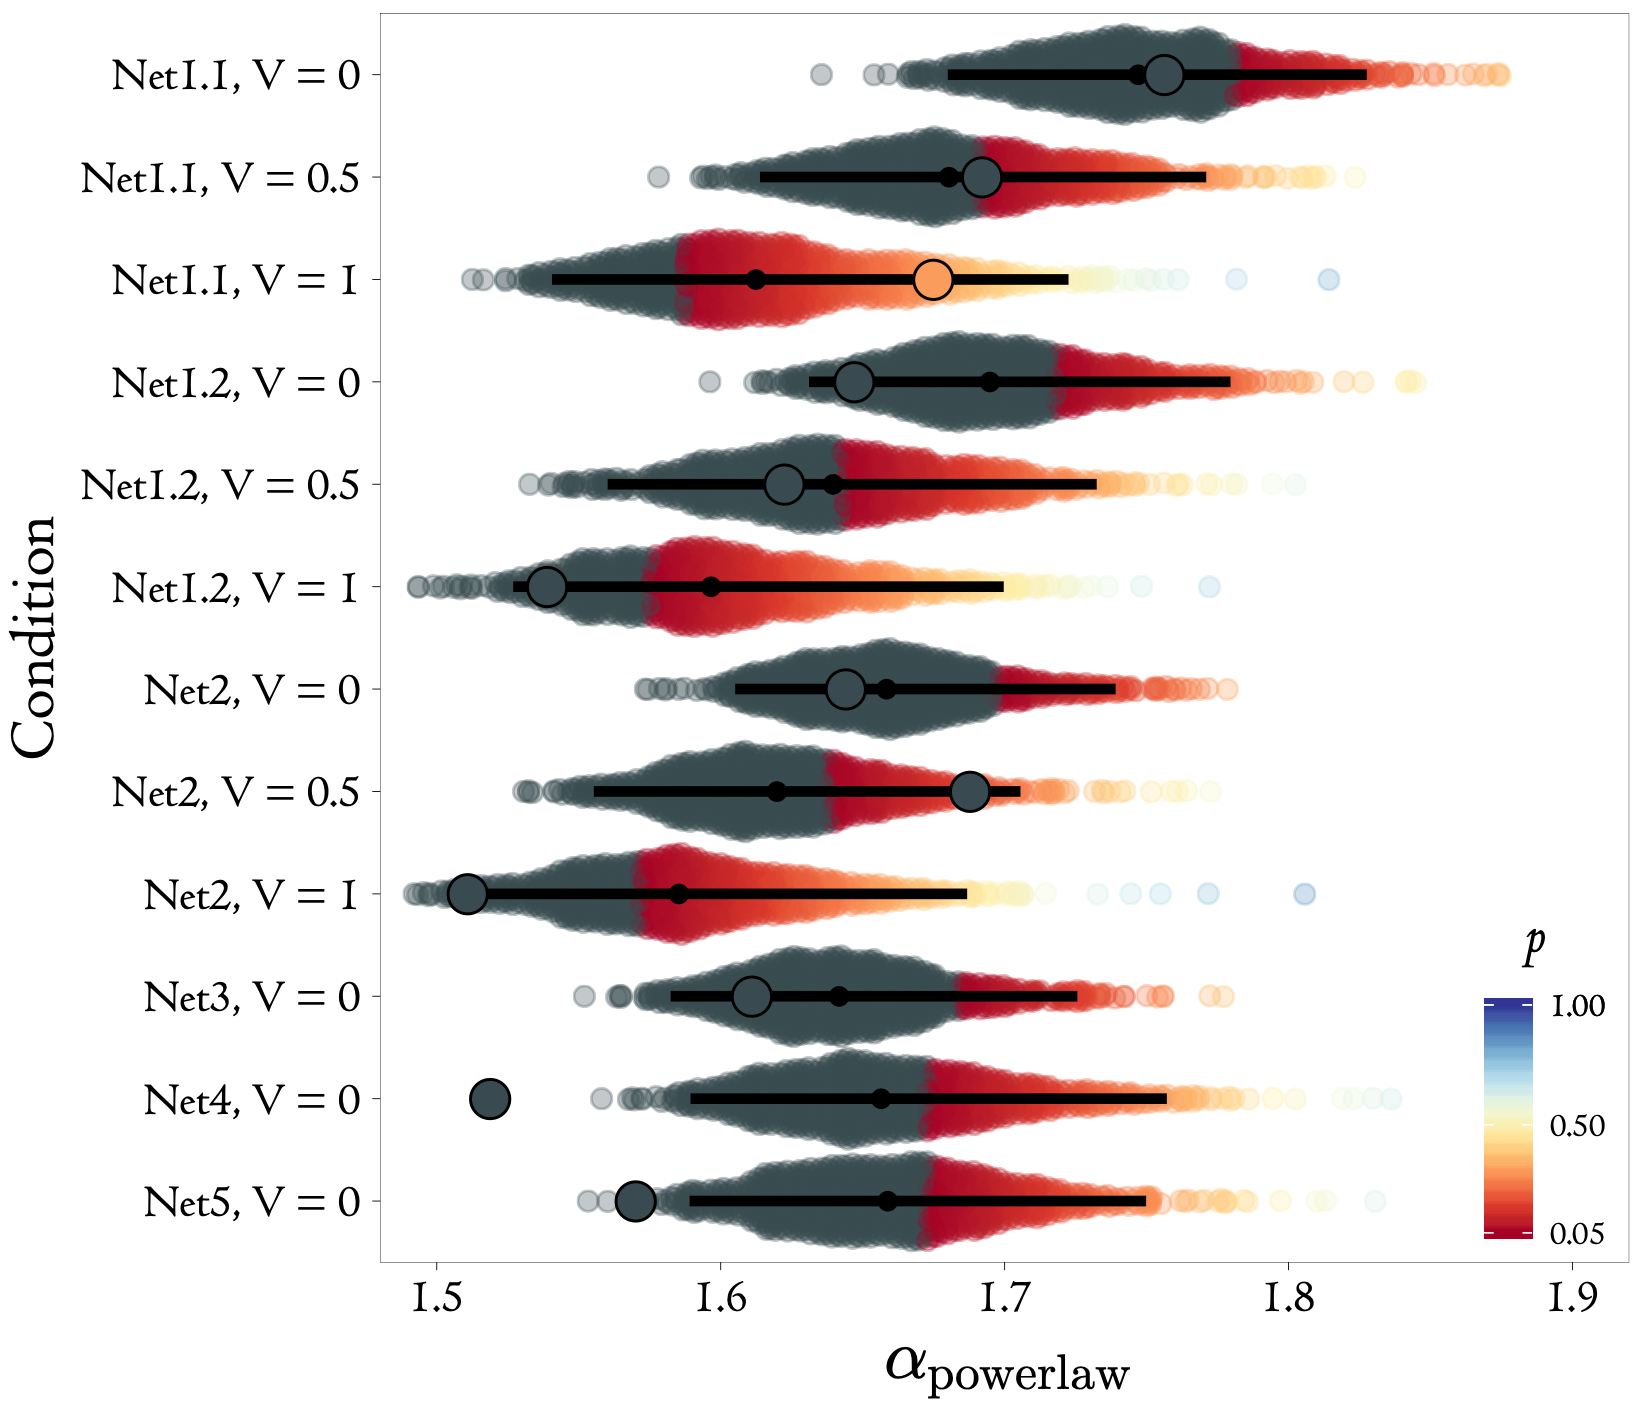 Condition
Net1.1, V = 0
Net1.1, V = 0.5
Net1.1, V = 1
Net1.2, V = 0
Net1.2, V = 0.5
Net1.2, V = 1
Net2, V = 0
Net2, V = 0.5
Net2, V = 1
Net3, V = 0
Net4, V = 0
Net5, V = 0
p
1.00
0.50
0.05
1.5 1.6 1.7 1.8 1.9
αpowerlaw